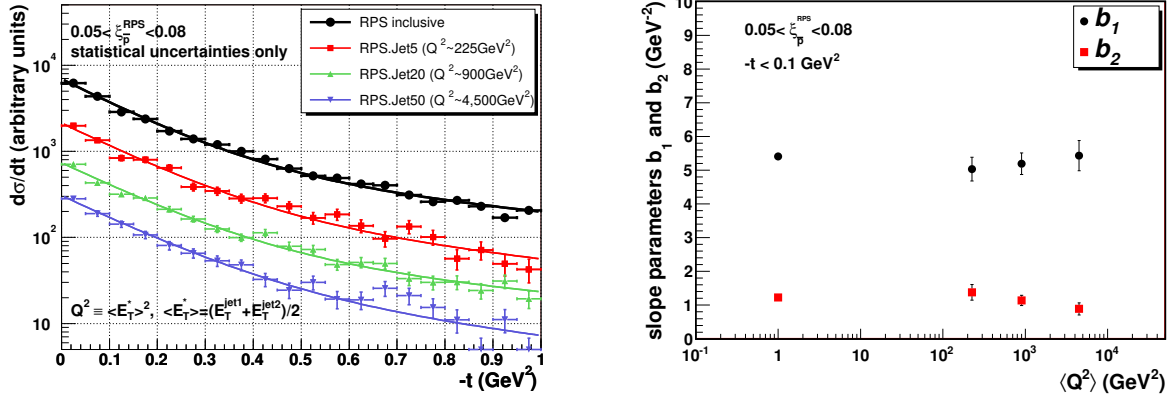 0.05< ξ_p̄^RPS <0.08
statistical uncertainties only
RPS inclusive
RPS.Jet5 (Q²~225GeV²)
RPS.Jet20 (Q²~900GeV²)
RPS.Jet50 (Q²~4,500GeV²)
dσ/dt (arbitrary units)
10⁴
10³
10²
10
Q² ≡ <E_T^*>², <E_T^*>=(E_T^jet1+E_T^jet2)/2
0 0.1 0.2 0.3 0.4 0.5 0.6 0.7 0.8 0.9 1
-t (GeV²)
slope parameters b₁ and b₂ (GeV⁻²)
10
9
8
7
6
5
4
3
2
1
0
0.05< ξ_p̄^RPS <0.08
-t < 0.1 GeV²
b₁
b₂
10⁻¹ 1 10 10² 10³ 10⁴
⟨Q²⟩ (GeV²)